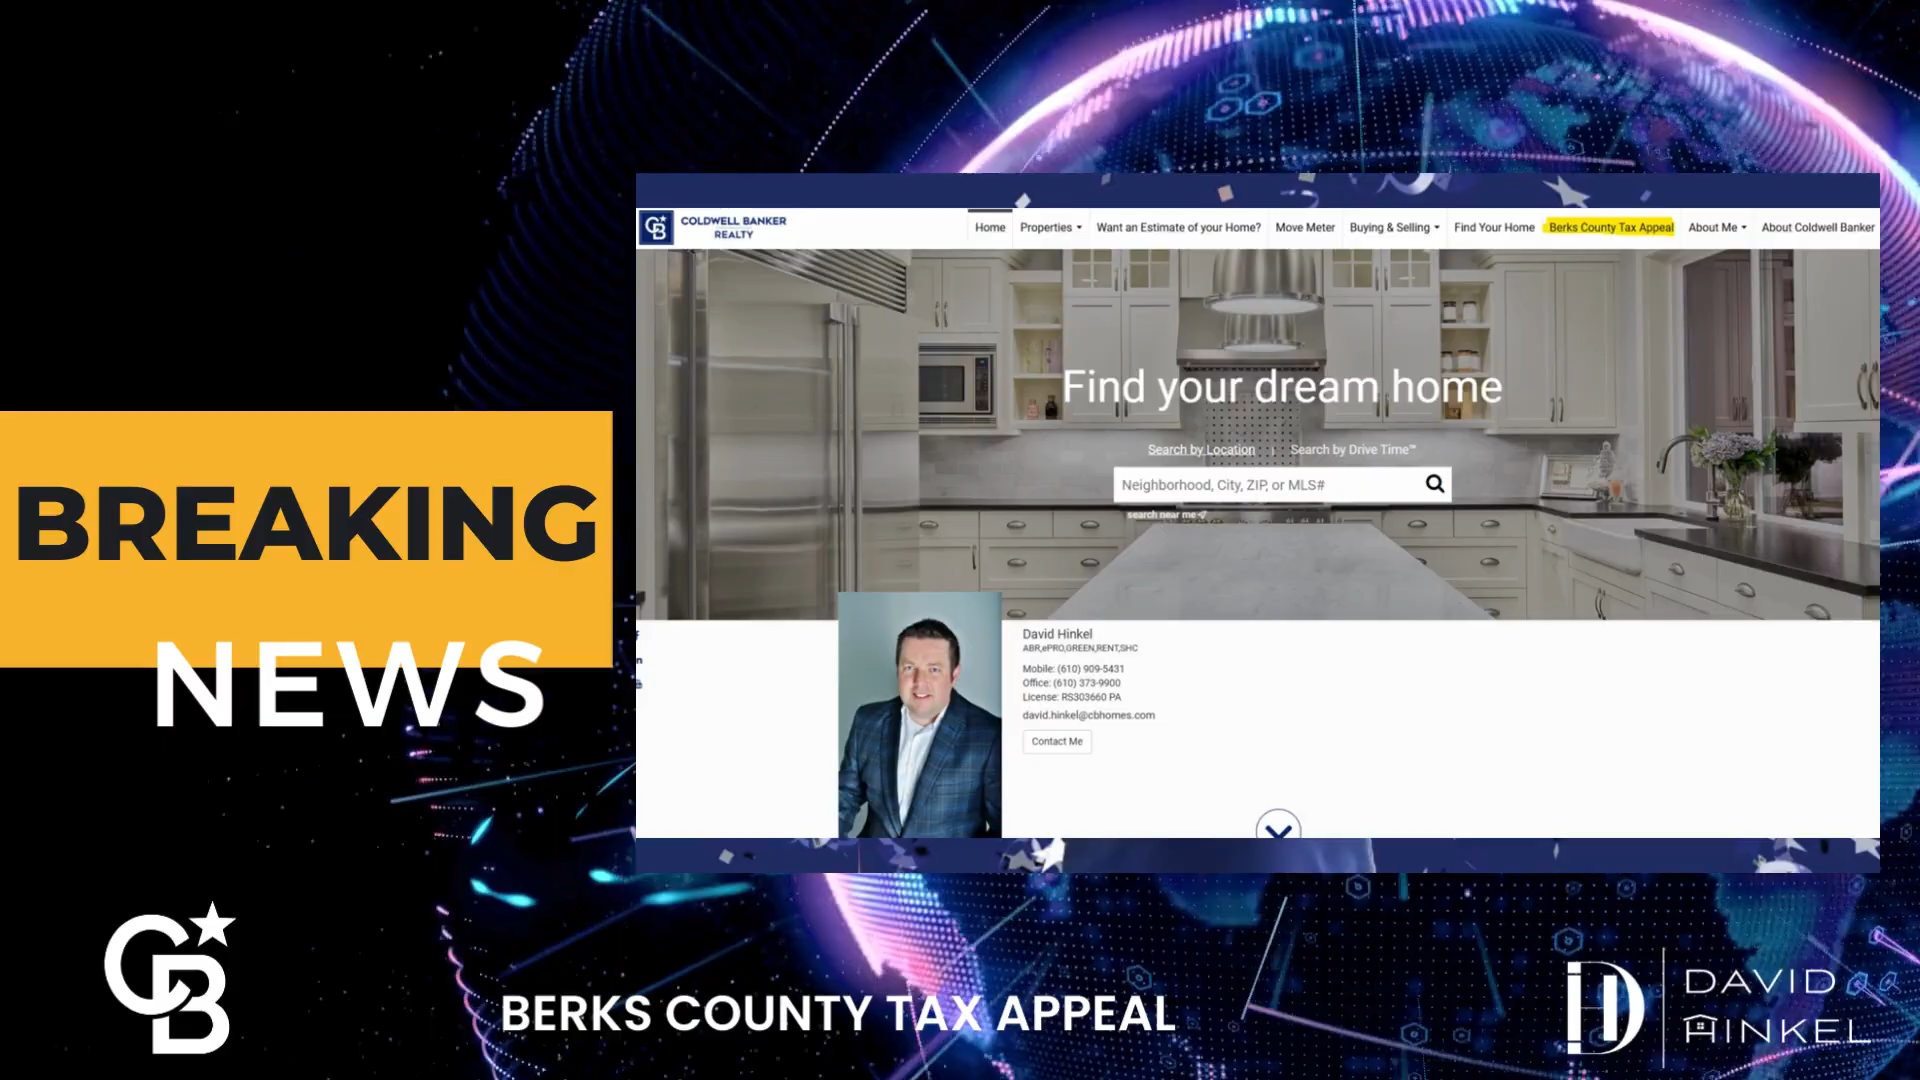 BREAKING
NEWS
COLDWELL BANKER
REALTY
Home
Properties
Want an Estimate of your Home?
Move Meter
Buying & Selling
Find Your Home
Berks County Tax Appeal
About Me
About Coldwell Banker
Find your dream home
Search by Location | Search by Drive Time™
Neighborhood, City, ZIP, or MLS#
search near me
David Hinkel
ABR,ePRO,GREEN,RENT,SHC
Mobile: (610) 909-5431
Office: (610) 373-9900
License: RS303660 PA
david.hinkel@cbhomes.com
Contact Me
CB
BERKS COUNTY TAX APPEAL
DH
DAVID
HINKEL